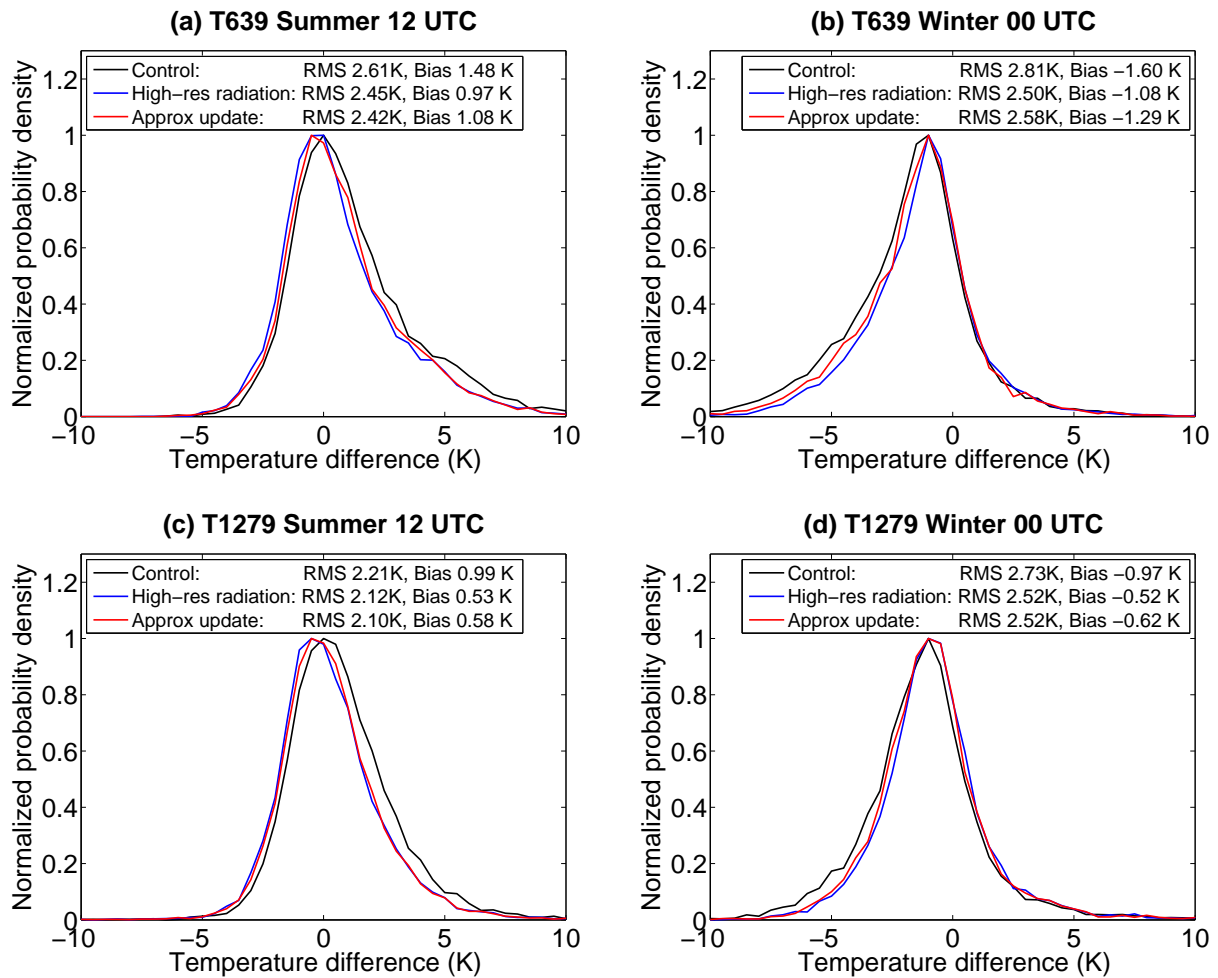 (a) T639 Summer 12 UTC
Control: RMS 2.61K, Bias 1.48 K
High-res radiation: RMS 2.45K, Bias 0.97 K
Approx update: RMS 2.42K, Bias 1.08 K
Normalized probability density
1.2
1
0.8
0.6
0.4
0.2
0
−10 −5 0 5 10
Temperature difference (K)
(b) T639 Winter 00 UTC
Control: RMS 2.81K, Bias −1.60 K
High-res radiation: RMS 2.50K, Bias −1.08 K
Approx update: RMS 2.58K, Bias −1.29 K
Normalized probability density
1.2
1
0.8
0.6
0.4
0.2
0
−10 −5 0 5 10
Temperature difference (K)
(c) T1279 Summer 12 UTC
Control: RMS 2.21K, Bias 0.99 K
High-res radiation: RMS 2.12K, Bias 0.53 K
Approx update: RMS 2.10K, Bias 0.58 K
Normalized probability density
1.2
1
0.8
0.6
0.4
0.2
0
−10 −5 0 5 10
Temperature difference (K)
(d) T1279 Winter 00 UTC
Control: RMS 2.73K, Bias −0.97 K
High-res radiation: RMS 2.52K, Bias −0.52 K
Approx update: RMS 2.52K, Bias −0.62 K
Normalized probability density
1.2
1
0.8
0.6
0.4
0.2
0
−10 −5 0 5 10
Temperature difference (K)